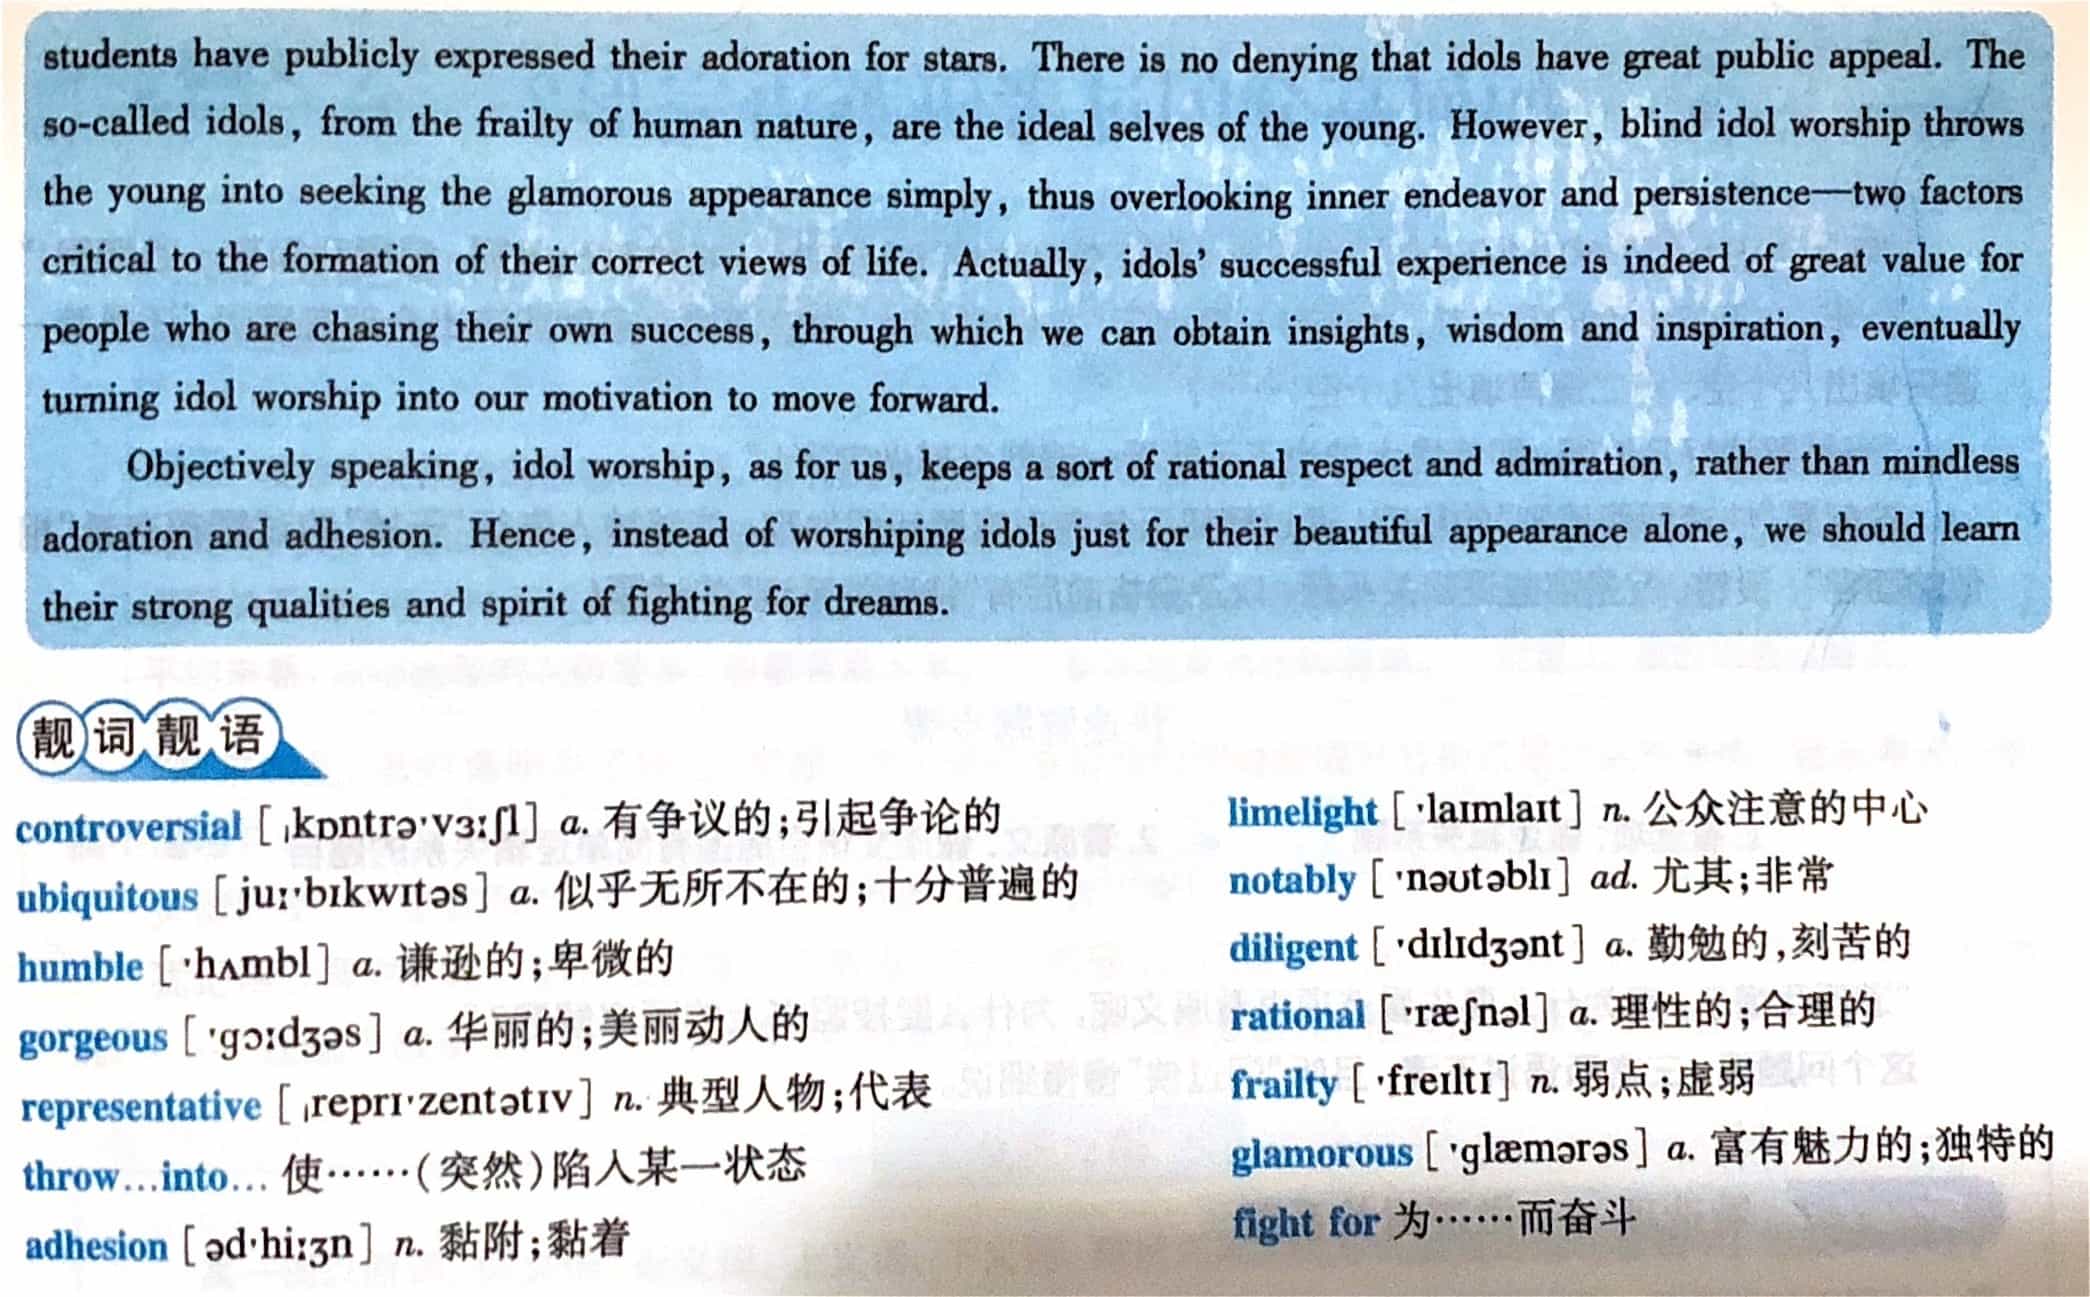 students have publicly expressed their adoration for stars. There is no denying that idols have great public appeal. The
so-called idols, from the frailty of human nature, are the ideal selves of the young. However, blind idol worship throws
the young into seeking the glamorous appearance simply, thus overlooking inner endeavor and persistence—two factors
critical to the formation of their correct views of life. Actually, idols' successful experience is indeed of great value for
people who are chasing their own success, through which we can obtain insights, wisdom and inspiration, eventually
turning idol worship into our motivation to move forward.
Objectively speaking, idol worship, as for us, keeps a sort of rational respect and admiration, rather than mindless
adoration and adhesion. Hence, instead of worshiping idols just for their beautiful appearance alone, we should learn
their strong qualities and spirit of fighting for dreams.
靓词靓语
controversial [ˌkɒntrəˈvɜːʃl] a. 有争议的;引起争论的
ubiquitous [juːˈbɪkwɪtəs] a. 似乎无所不在的;十分普遍的
humble [ˈhʌmbl] a. 谦逊的;卑微的
gorgeous [ˈɡɔːdʒəs] a. 华丽的;美丽动人的
representative [ˌreprɪˈzentətɪv] n. 典型人物;代表
throw…into… 使……(突然)陷入某一状态
adhesion [ədˈhiːʒn] n. 黏附;黏着
limelight [ˈlaɪmlaɪt] n. 公众注意的中心
notably [ˈnəʊtəblɪ] ad. 尤其;非常
diligent [ˈdɪlɪdʒənt] a. 勤勉的,刻苦的
rational [ˈræʃnəl] a. 理性的;合理的
frailty [ˈfreɪltɪ] n. 弱点;虚弱
glamorous [ˈɡlæmərəs] a. 富有魅力的;独特的
fight for 为……而奋斗